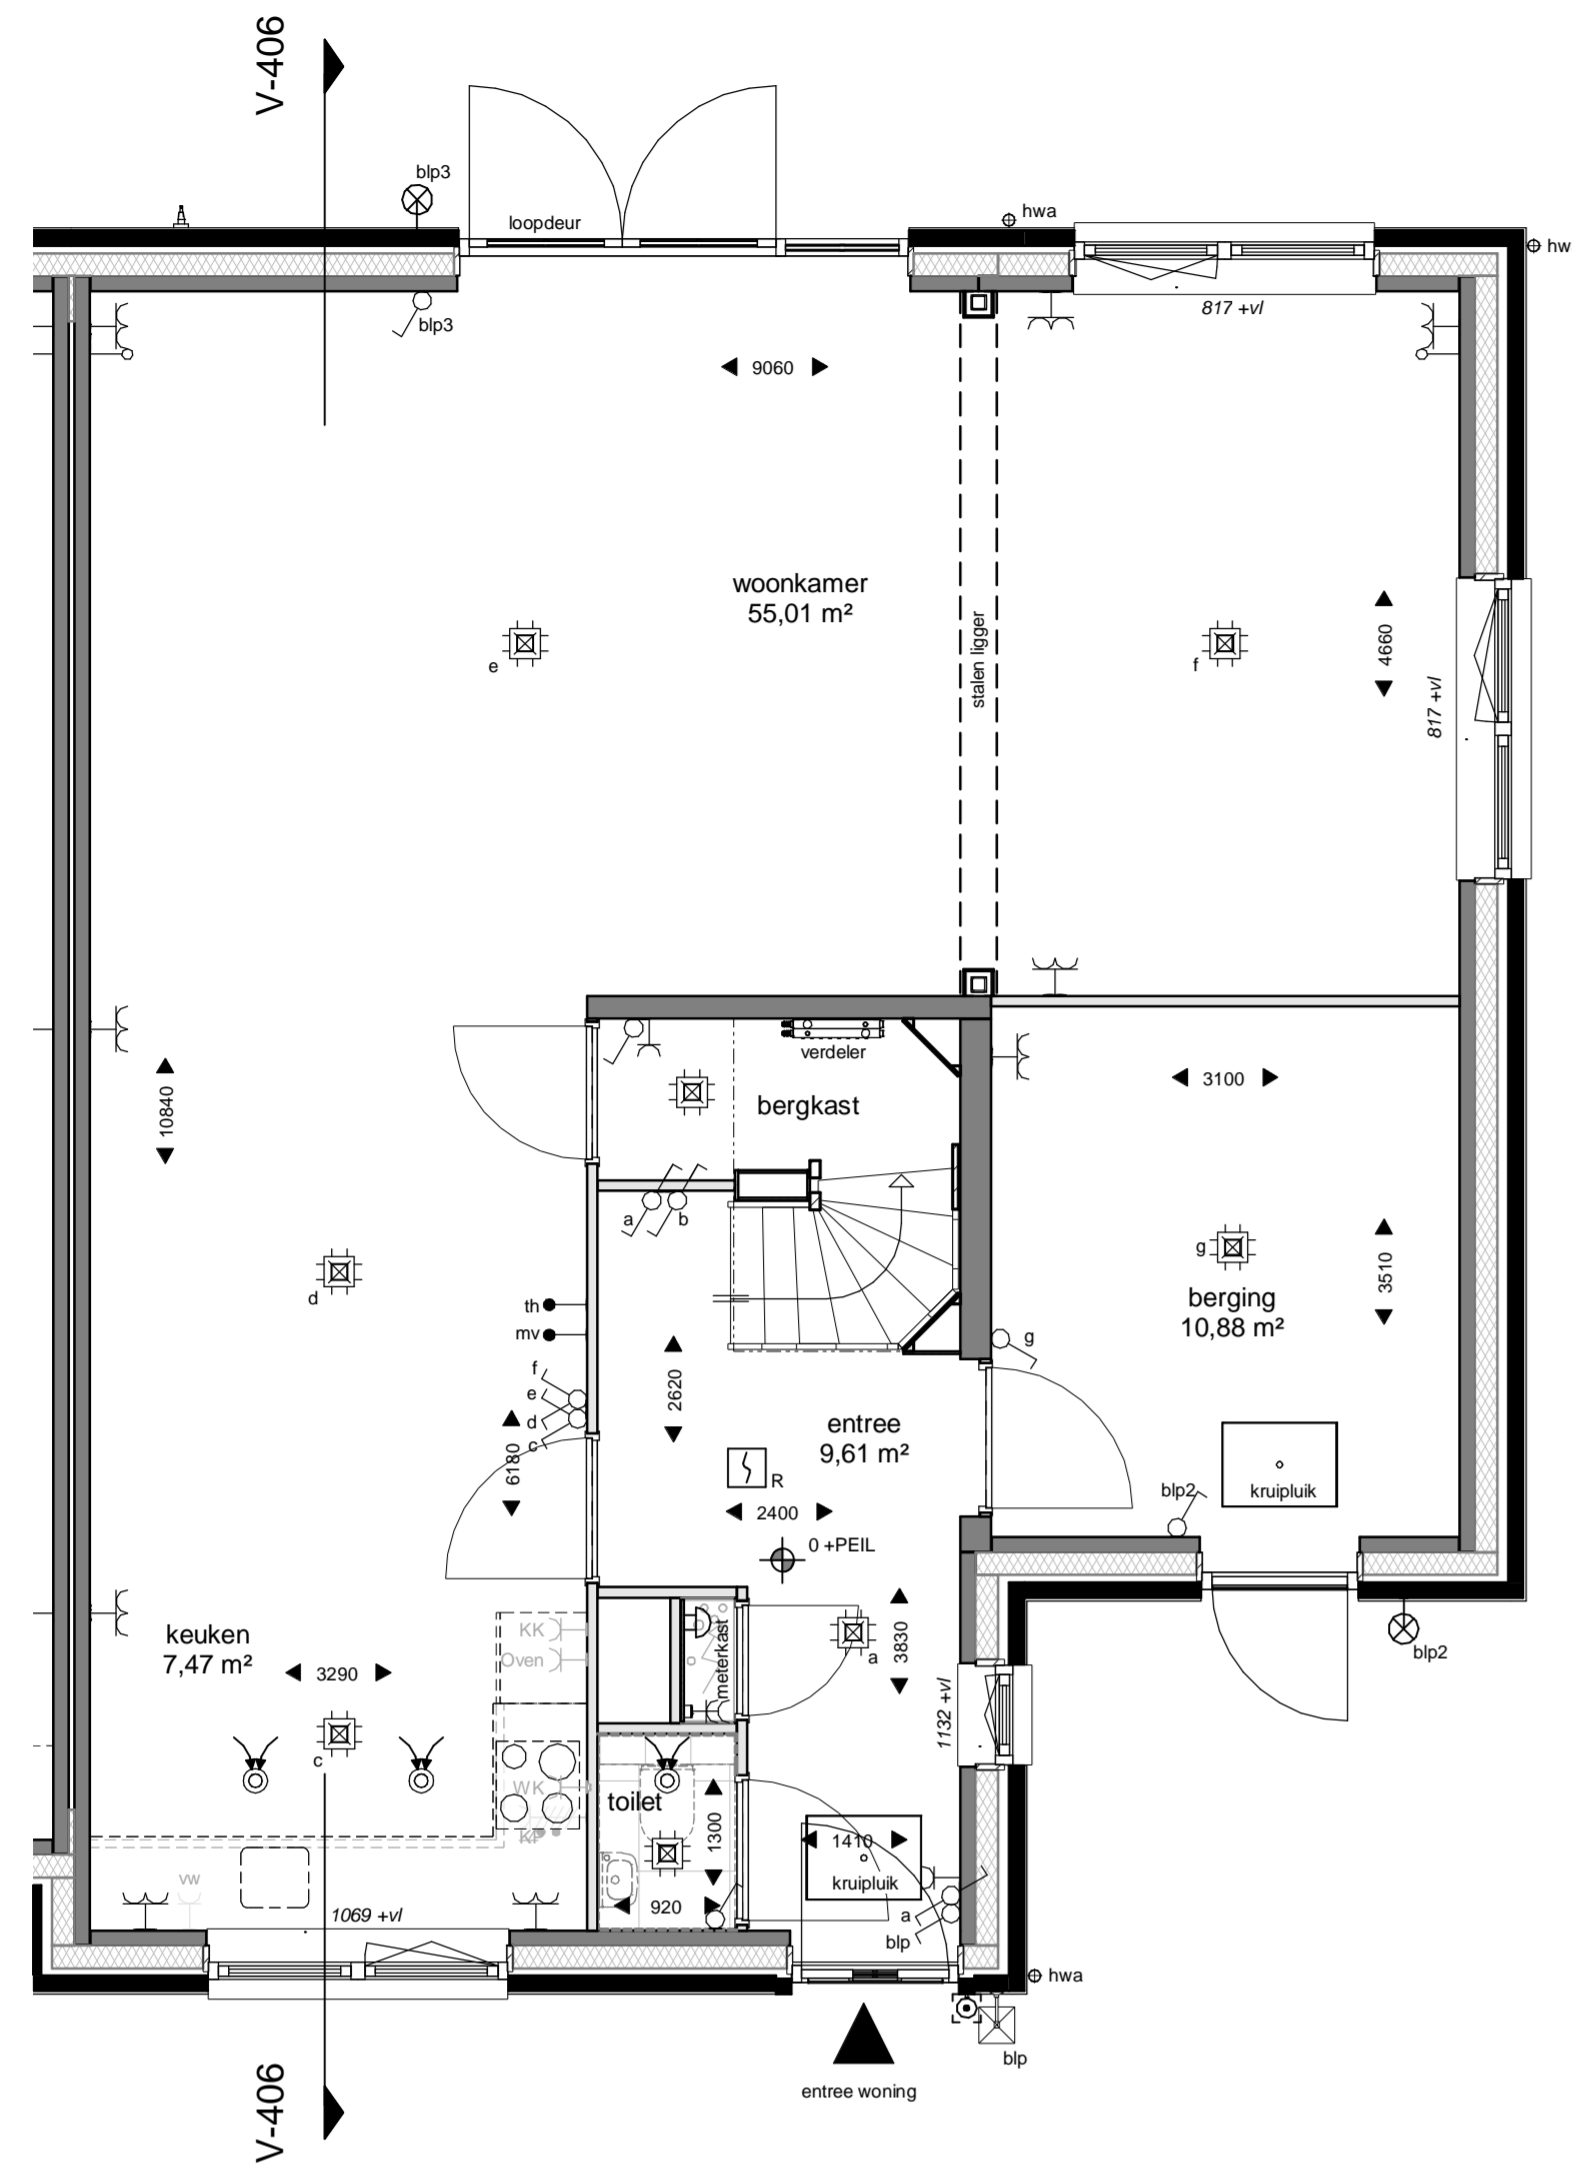 V-406
blp3
loopdeur
hwa
hw
blp3
817 +vl
9060
woonkamer
55,01 m²
stalen ligger
e
f
4660
817 +vl
verdeler
bergkast
3100
10840
a
b
d
g
berging
10,88 m²
3510
th
mv
g
f
e
d
c
2620
6180
entree
9,61 m²
R
2400
0 +PEIL
blp2
kruipluik
keuken
7,47 m²
3290
KK
Oven
meterkast
a
3830
blp2
1132 +vl
c
WK
toilet
1300
1410
kruipluik
vw
920
1069 +vl
a
blp
hwa
blp
entree woning
V-406